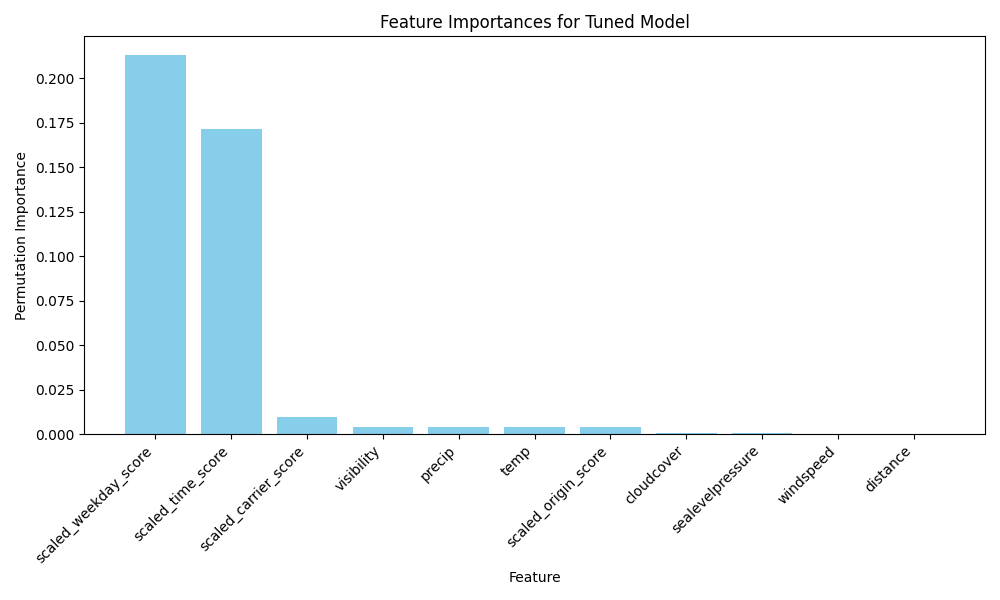 Feature Importances for Tuned Model
Permutation Importance
0.200
0.175
0.150
0.125
0.100
0.075
0.050
0.025
0.000
scaled_weekday_score
scaled_time_score
scaled_carrier_score
visibility
precip
temp
scaled_origin_score
cloudcover
sealevelpressure
windspeed
distance
Feature